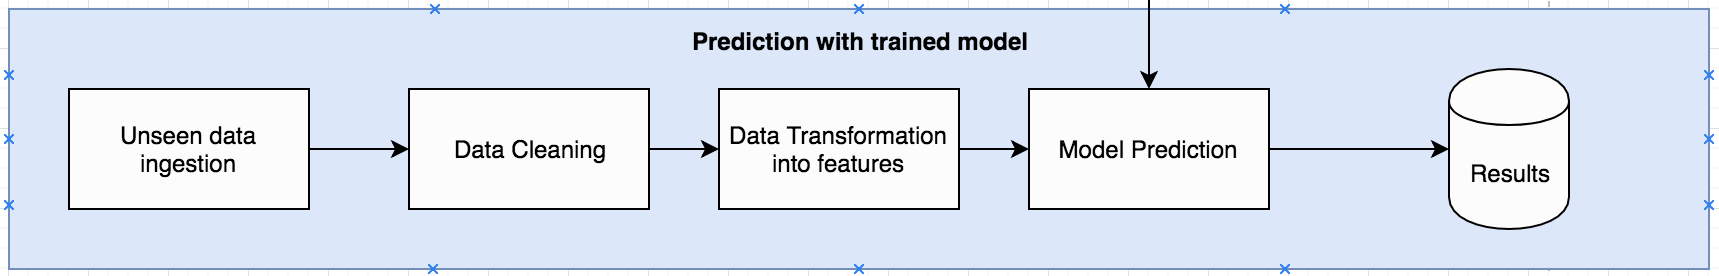 Prediction with trained model
Unseen data
ingestion
Data Cleaning
Data Transformation
into features
Model Prediction
Results